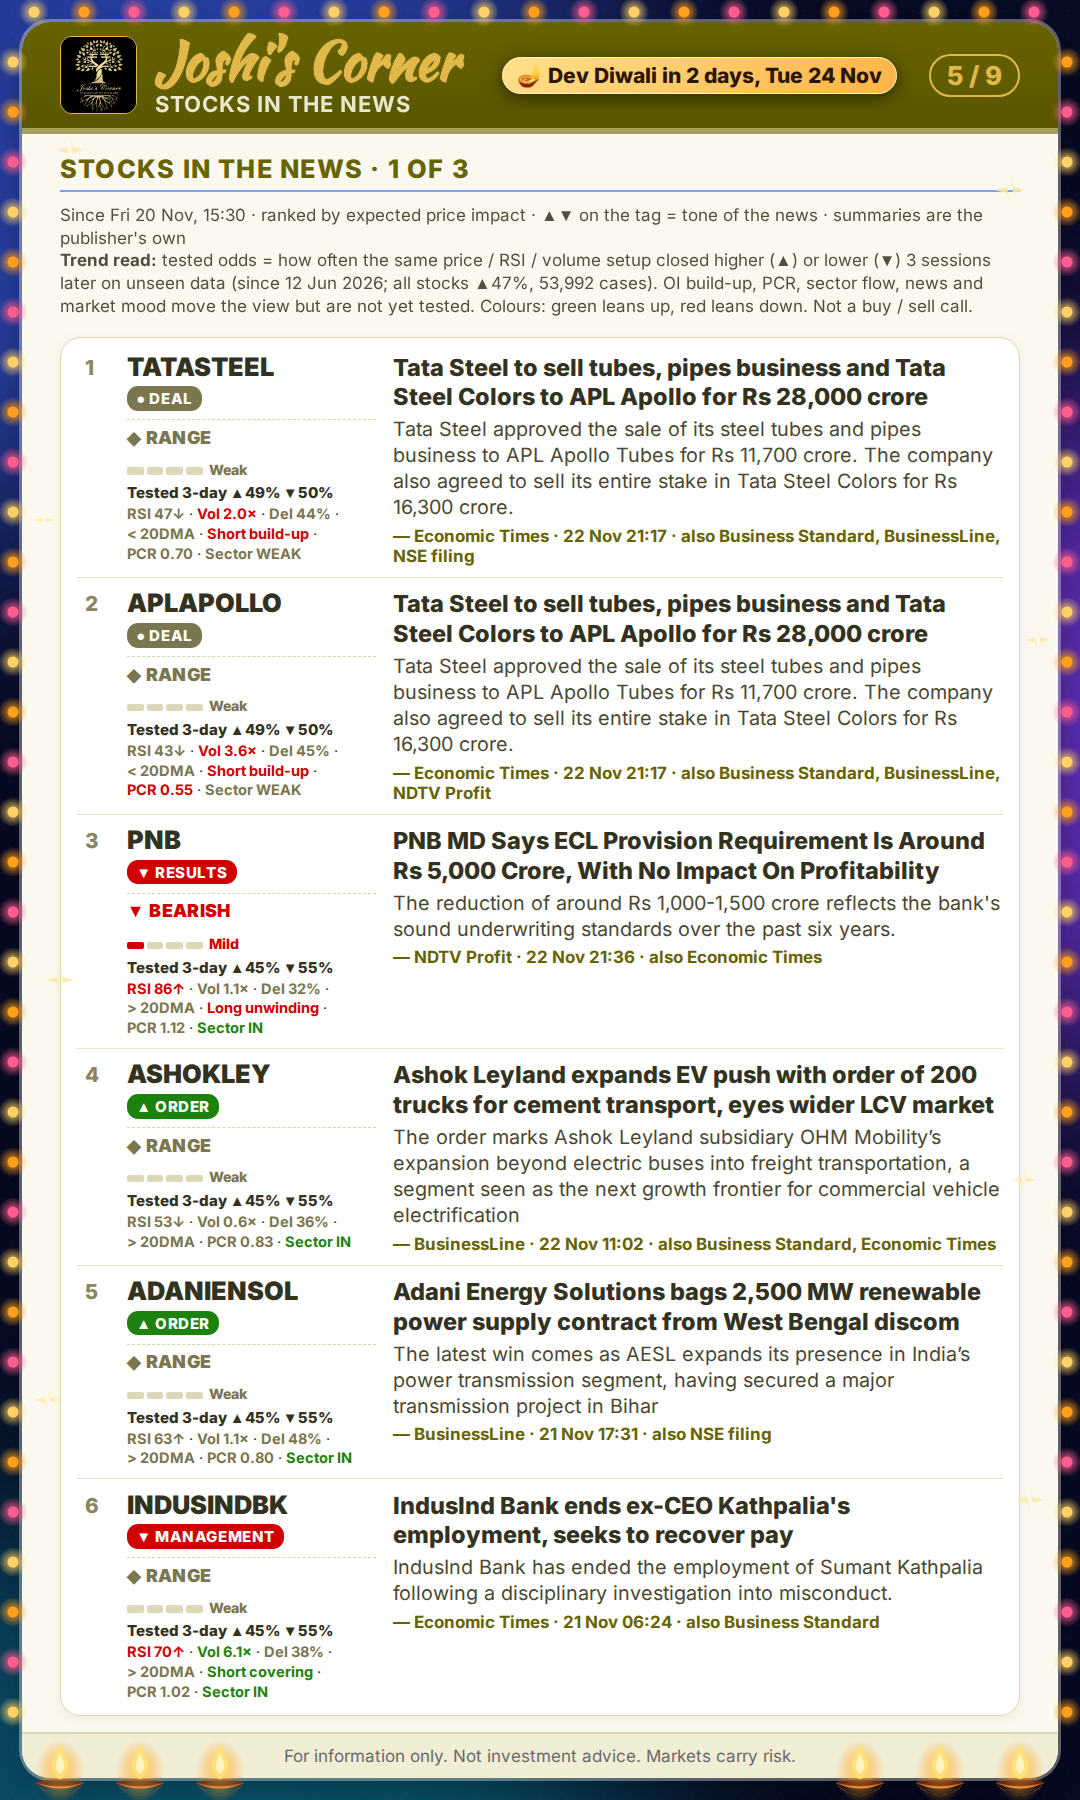 Joshi's Corner
Joshi's Corner
STOCKS IN THE NEWS
🪔 Dev Diwali in 2 days, Tue 24 Nov
5 / 9
STOCKS IN THE NEWS · 1 OF 3
Since Fri 20 Nov, 15:30 · ranked by expected price impact · ▲▼ on the tag = tone of the news · summaries are the
publisher's own
Trend read: tested odds = how often the same price / RSI / volume setup closed higher (▲) or lower (▼) 3 sessions
later on unseen data (since 12 Jun 2026; all stocks ▲47%, 53,992 cases). OI build-up, PCR, sector flow, news and
market mood move the view but are not yet tested. Colours: green leans up, red leans down. Not a buy / sell call.
1
TATASTEEL
● DEAL
◆ RANGE
Weak
Tested 3-day ▲49% ▼50%
RSI 47↓ · Vol 2.0× · Del 44% ·
< 20DMA · Short build-up ·
PCR 0.70 · Sector WEAK
Tata Steel to sell tubes, pipes business and Tata
Steel Colors to APL Apollo for Rs 28,000 crore
Tata Steel approved the sale of its steel tubes and pipes
business to APL Apollo Tubes for Rs 11,700 crore. The company
also agreed to sell its entire stake in Tata Steel Colors for Rs
16,300 crore.
— Economic Times · 22 Nov 21:17 · also Business Standard, BusinessLine,
NSE filing
2
APLAPOLLO
● DEAL
◆ RANGE
Weak
Tested 3-day ▲49% ▼50%
RSI 43↓ · Vol 3.6× · Del 45% ·
< 20DMA · Short build-up ·
PCR 0.55 · Sector WEAK
Tata Steel to sell tubes, pipes business and Tata
Steel Colors to APL Apollo for Rs 28,000 crore
Tata Steel approved the sale of its steel tubes and pipes
business to APL Apollo Tubes for Rs 11,700 crore. The company
also agreed to sell its entire stake in Tata Steel Colors for Rs
16,300 crore.
— Economic Times · 22 Nov 21:17 · also Business Standard, BusinessLine,
NDTV Profit
3
PNB
▼ RESULTS
▼ BEARISH
Mild
Tested 3-day ▲45% ▼55%
RSI 86↑ · Vol 1.1× · Del 32% ·
> 20DMA · Long unwinding ·
PCR 1.12 · Sector IN
PNB MD Says ECL Provision Requirement Is Around
Rs 5,000 Crore, With No Impact On Profitability
The reduction of around Rs 1,000-1,500 crore reflects the bank's
sound underwriting standards over the past six years.
— NDTV Profit · 22 Nov 21:36 · also Economic Times
4
ASHOKLEY
▲ ORDER
◆ RANGE
Weak
Tested 3-day ▲45% ▼55%
RSI 53↓ · Vol 0.6× · Del 36% ·
> 20DMA · PCR 0.83 · Sector IN
Ashok Leyland expands EV push with order of 200
trucks for cement transport, eyes wider LCV market
The order marks Ashok Leyland subsidiary OHM Mobility’s
expansion beyond electric buses into freight transportation, a
segment seen as the next growth frontier for commercial vehicle
electrification
— BusinessLine · 22 Nov 11:02 · also Business Standard, Economic Times
5
ADANIENSOL
▲ ORDER
◆ RANGE
Weak
Tested 3-day ▲45% ▼55%
RSI 63↑ · Vol 1.1× · Del 48% ·
> 20DMA · PCR 0.80 · Sector IN
Adani Energy Solutions bags 2,500 MW renewable
power supply contract from West Bengal discom
The latest win comes as AESL expands its presence in India’s
power transmission segment, having secured a major
transmission project in Bihar
— BusinessLine · 21 Nov 17:31 · also NSE filing
6
INDUSINDBK
▼ MANAGEMENT
◆ RANGE
Weak
Tested 3-day ▲45% ▼55%
RSI 70↑ · Vol 6.1× · Del 38% ·
> 20DMA · Short covering ·
PCR 1.02 · Sector IN
IndusInd Bank ends ex-CEO Kathpalia's
employment, seeks to recover pay
IndusInd Bank has ended the employment of Sumant Kathpalia
following a disciplinary investigation into misconduct.
— Economic Times · 21 Nov 06:24 · also Business Standard
For information only. Not investment advice. Markets carry risk.